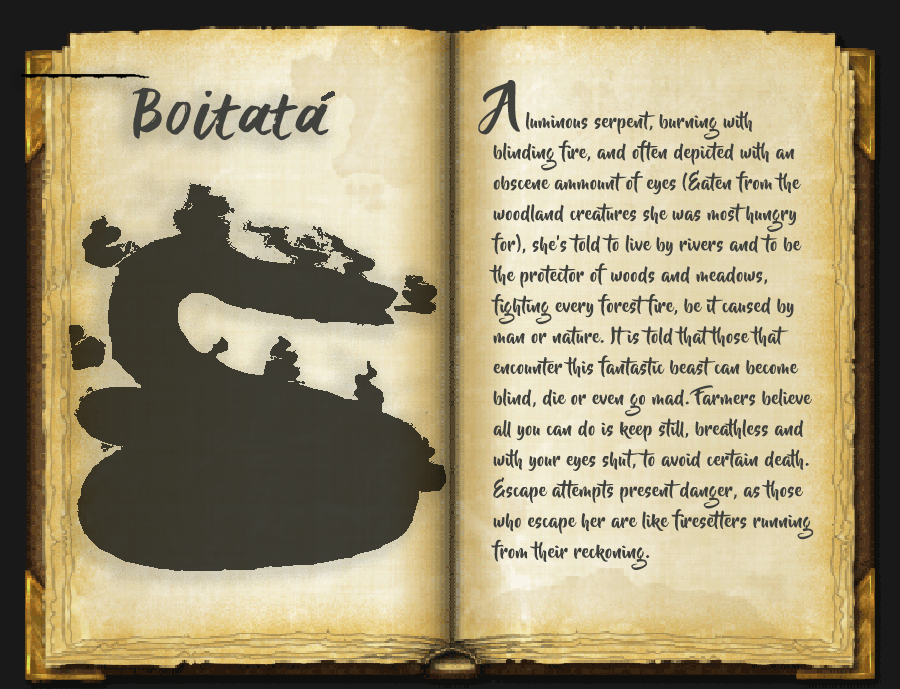 Boitatá
A luminous serpent, burning with
blinding fire, and often depicted with an
obscene ammount of eyes (Eaten from the
woodland creatures she was most hungry
for), she's told to live by rivers and to be
the protector of woods and meadows,
fighting every forest fire, be it caused by
man or nature. It is told that those that
encounter this fantastic beast can become
blind, die or even go mad. Farmers believe
all you can do is keep still, breathless and
with your eyes shut, to avoid certain death.
Escape attempts present danger, as those
who escape her are like firesetters running
from their reckoning.